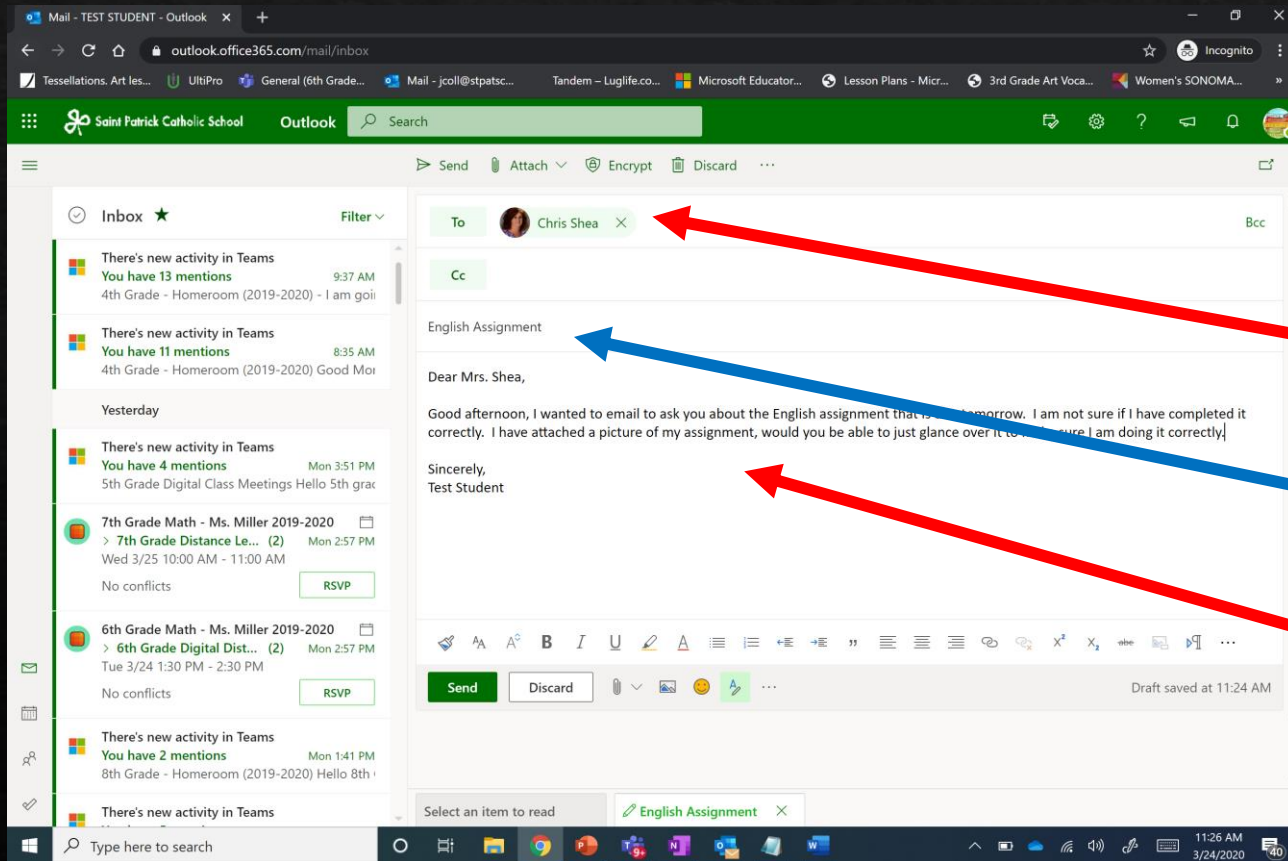 Mail - TEST STUDENT - Outlook
outlook.office365.com/mail/inbox
Incognito
Tessellations. Art les...
UltiPro
General (6th Grade...
Mail - jcoll@stpatsc...
Tandem – Luglife.co...
Microsoft Educator...
Lesson Plans - Micr...
3rd Grade Art Voca...
Women's SONOMA...
»
Saint Patrick Catholic School
Outlook
Search
Send
Attach
Encrypt
Discard
...
Inbox ★
Filter
There's new activity in Teams
You have 13 mentions 9:37 AM
4th Grade - Homeroom (2019-2020) - I am goi
There's new activity in Teams
You have 11 mentions 8:35 AM
4th Grade - Homeroom (2019-2020) Good Mor
Yesterday
There's new activity in Teams
You have 4 mentions Mon 3:51 PM
5th Grade Digital Class Meetings Hello 5th grac
7th Grade Math - Ms. Miller 2019-2020
> 7th Grade Distance Le... (2) Mon 2:57 PM
Wed 3/25 10:00 AM - 11:00 AM
No conflicts RSVP
6th Grade Math - Ms. Miller 2019-2020
> 6th Grade Digital Dist... (2) Mon 2:57 PM
Tue 3/24 1:30 PM - 2:30 PM
No conflicts RSVP
There's new activity in Teams
You have 2 mentions Mon 1:41 PM
8th Grade - Homeroom (2019-2020) Hello 8th
There's new activity in Teams
To Chris Shea Bcc
Cc
English Assignment
Dear Mrs. Shea,
Good afternoon, I wanted to email to ask you about the English assignment that is tomorrow. I am not sure if I have completed it
correctly. I have attached a picture of my assignment, would you be able to just glance over it to sure I am doing it correctly.
Sincerely,
Test Student
Send Discard ... Draft saved at 11:24 AM
Select an item to read
English Assignment
Type here to search
11:26 AM
3/24/2020